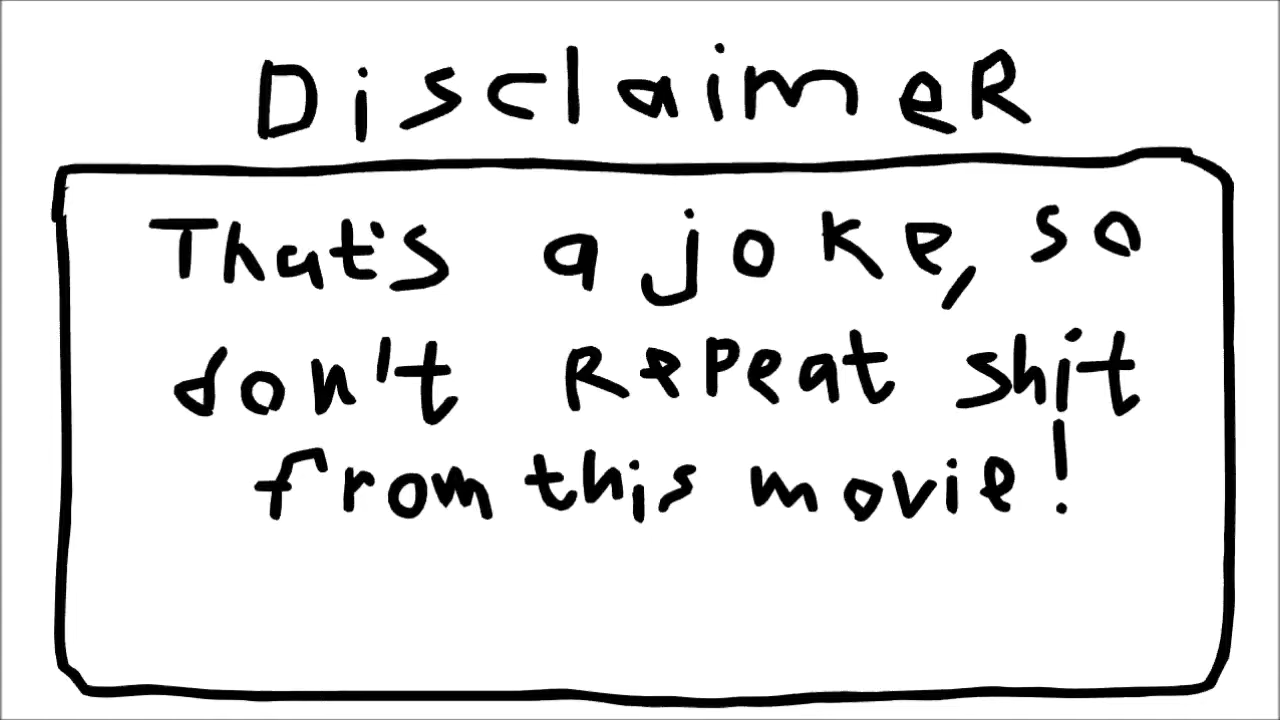 DisclaimeR
That's a joke, so
don't Repeat shit
from this movie!